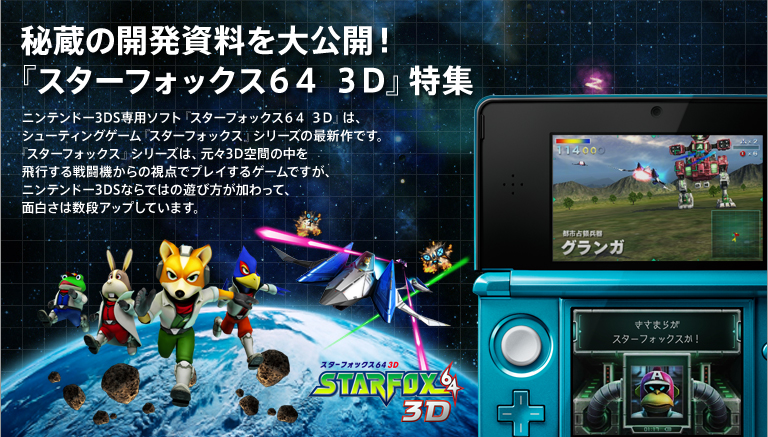 秘蔵の開発資料を大公開！
『スターフォックス６４ ３Ｄ』特集
ニンテンドー3DS専用ソフト『スターフォックス６４ ３Ｄ』は、
シューティングゲーム『スターフォックス』シリーズの最新作です。
『スターフォックス』シリーズは、元々3D空間の中を
飛行する戦闘機からの視点でプレイするゲームですが、
ニンテンドー3DSならではの遊び方が加わって、
面白さは数段アップしています。
都市占領兵器
グランガ
きさまらが
スターフォックスか！
スターフォックス64 3D
STARFOX 64
3D